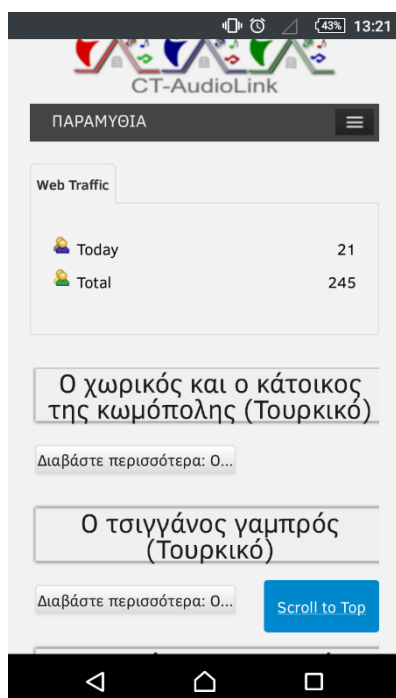 43% 13:21
CT-AudioLink
ΠΑΡΑΜΥΘΙΑ
Web Traffic
Today 21
Total 245
Ο χωρικός και ο κάτοικος
της κωμόπολης (Τουρκικό)
Διαβάστε περισσότερα: Ο...
Ο τσιγγάνος γαμπρός
(Τουρκικό)
Διαβάστε περισσότερα: Ο...
Scroll to Top